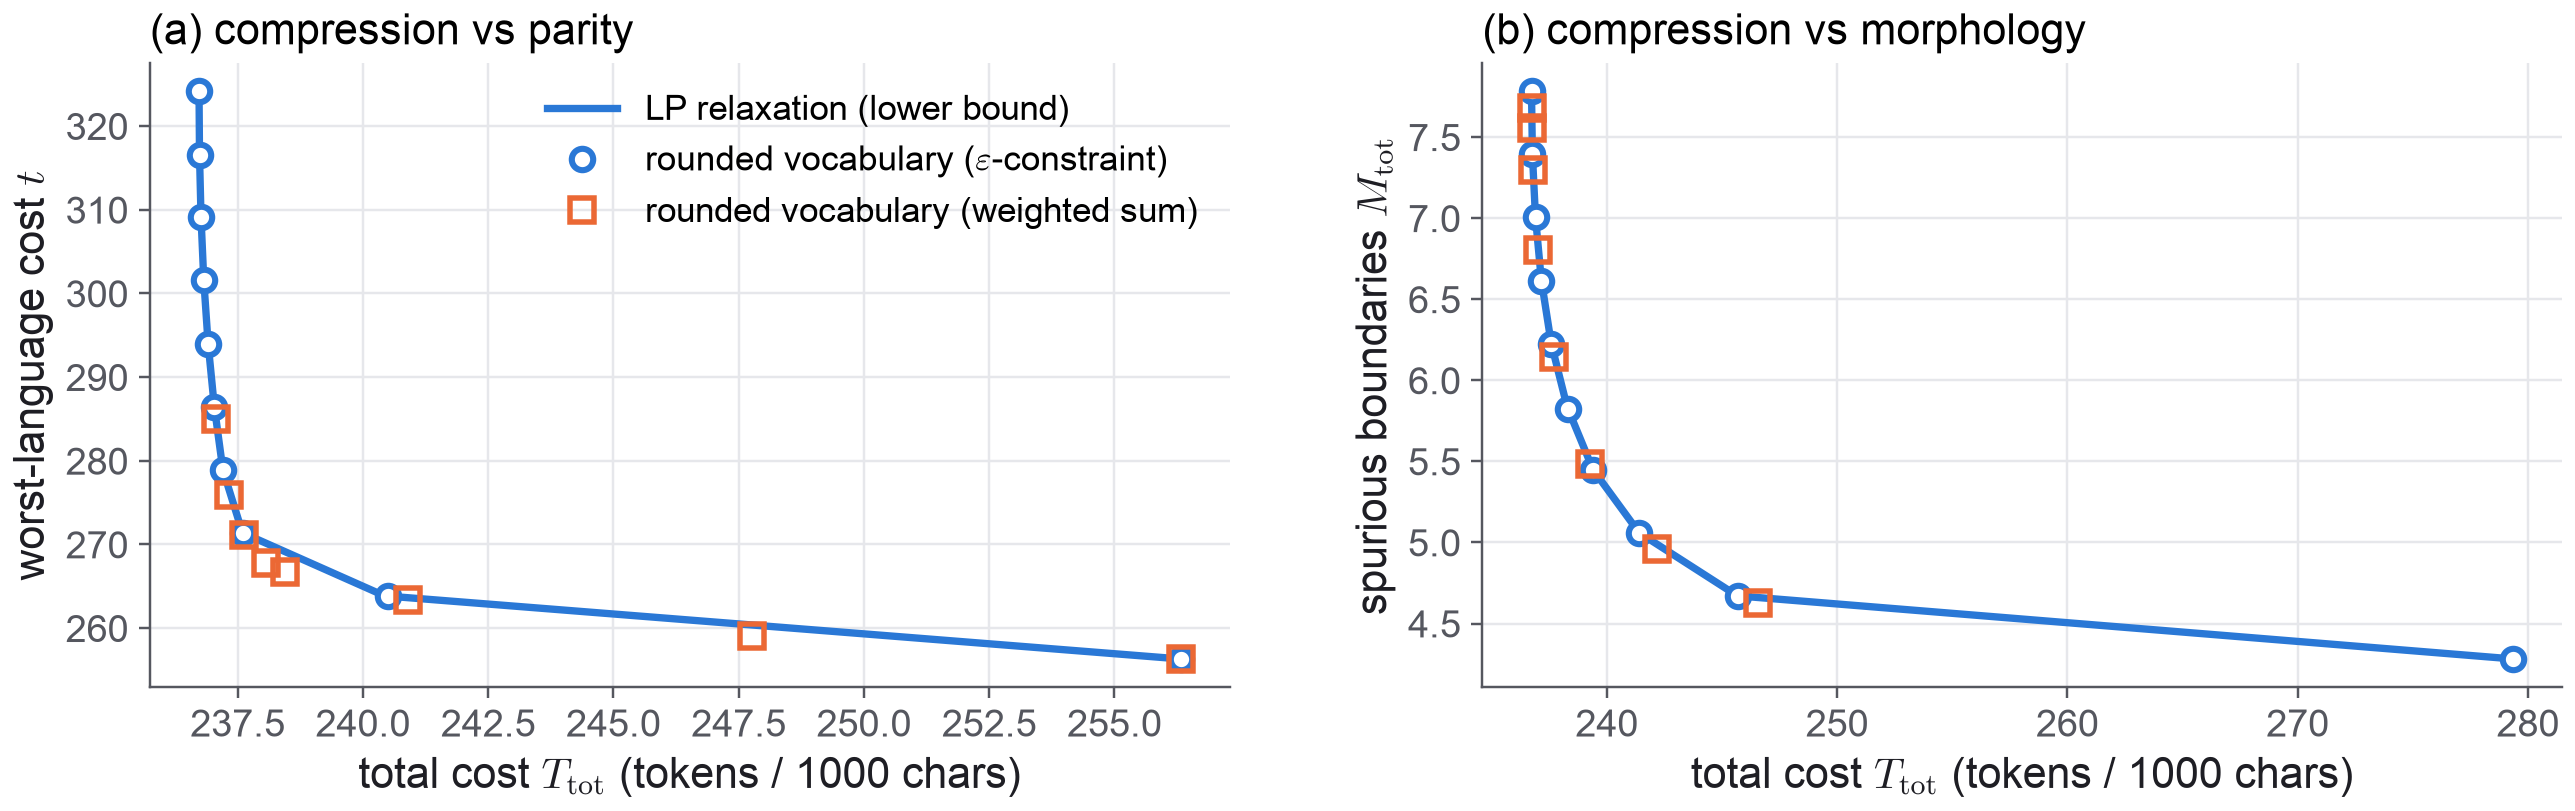 (a) compression vs parity
worst-language cost t
320
310
300
290
280
270
260
LP relaxation (lower bound)
rounded vocabulary (ε-constraint)
rounded vocabulary (weighted sum)
237.5 240.0 242.5 245.0 247.5 250.0 252.5 255.0
total cost T_tot (tokens / 1000 chars)
(b) compression vs morphology
spurious boundaries M_tot
7.5
7.0
6.5
6.0
5.5
5.0
4.5
240 250 260 270 280
total cost T_tot (tokens / 1000 chars)